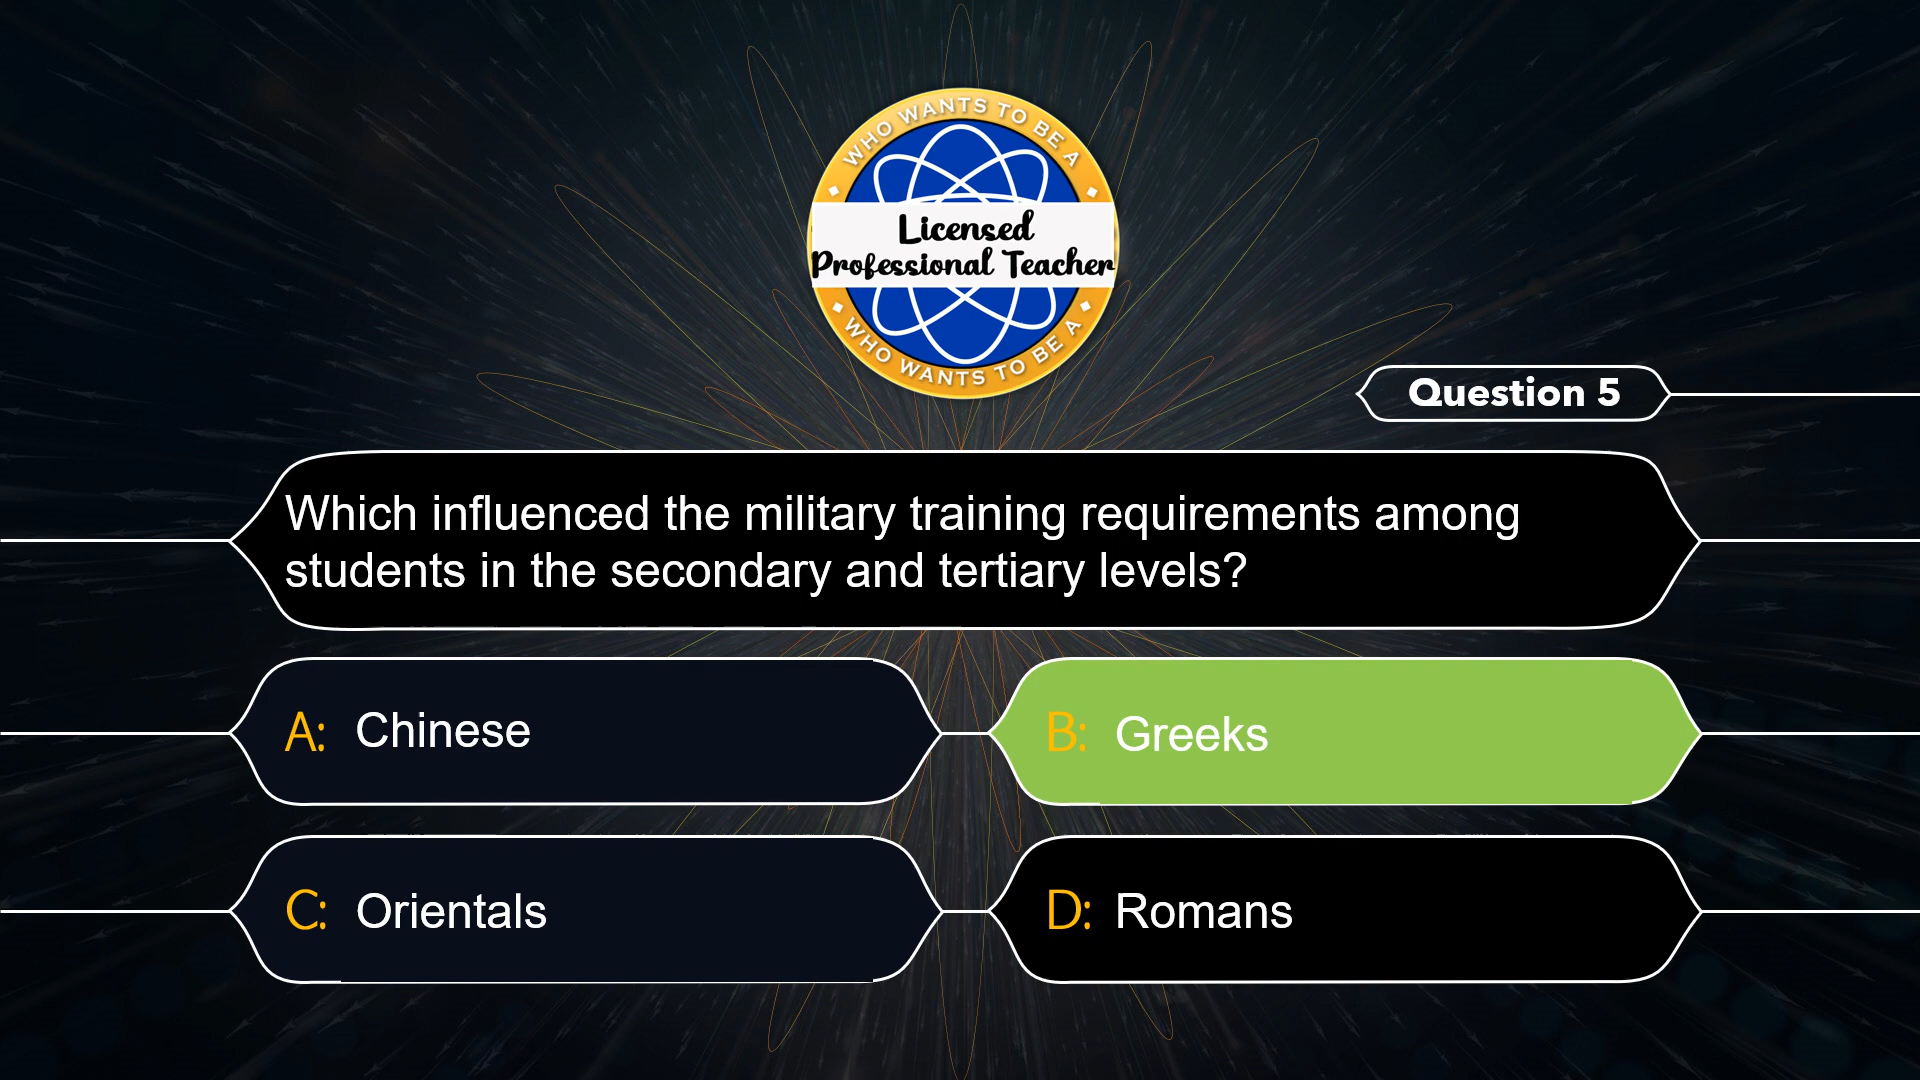 WHO WANTS TO BE A
Licensed
Professional Teacher
WHO WANTS TO BE A
Question 5
Which influenced the military training requirements among
students in the secondary and tertiary levels?
A: Chinese
B: Greeks
C: Orientals
D: Romans